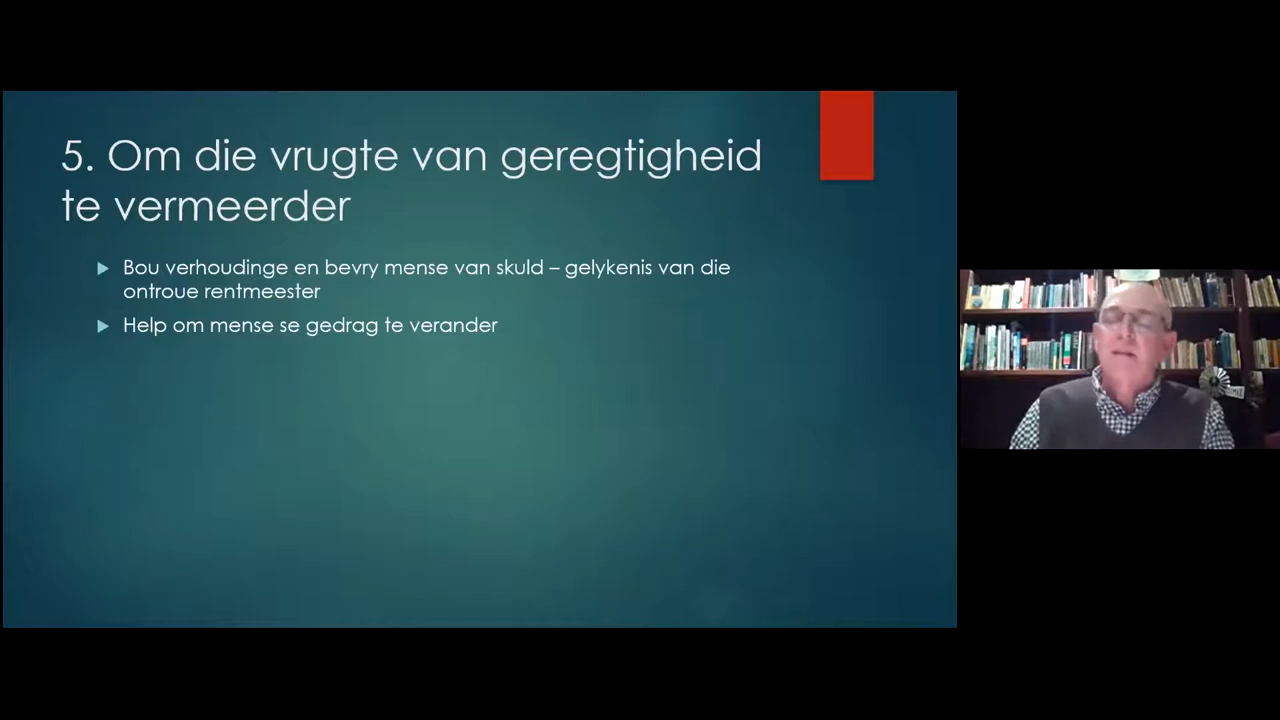 5. Om die vrugte van geregtigheid
te vermeerder
Bou verhoudinge en bevry mense van skuld – gelykenis van die
ontroue rentmeester
Help om mense se gedrag te verander